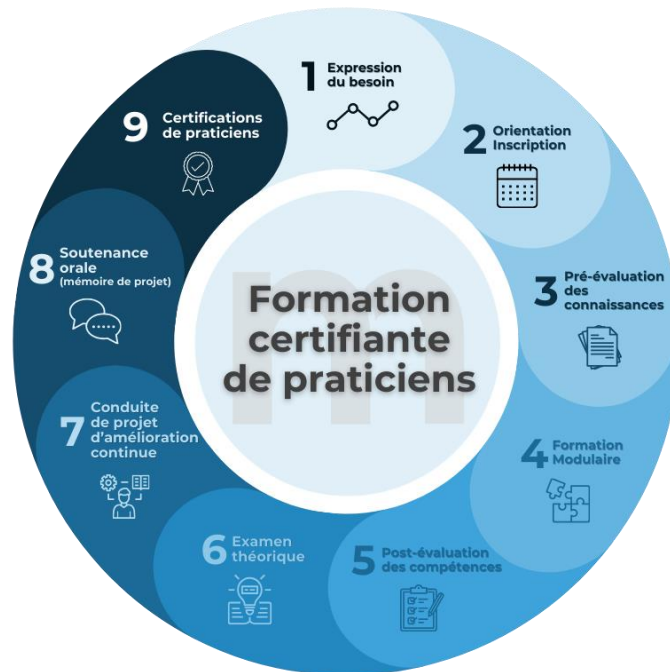 1 Expression
du besoin
2 Orientation
Inscription
3 Pré-évaluation
des
connaissances
4 Formation
Modulaire
5 Post-évaluation
des compétences
6 Examen
théorique
7 Conduite
de projet
d'amélioration
continue
8 Soutenance
orale
(mémoire de projet)
9 Certifications
de praticiens
m
Formation
certifiante
de praticiens